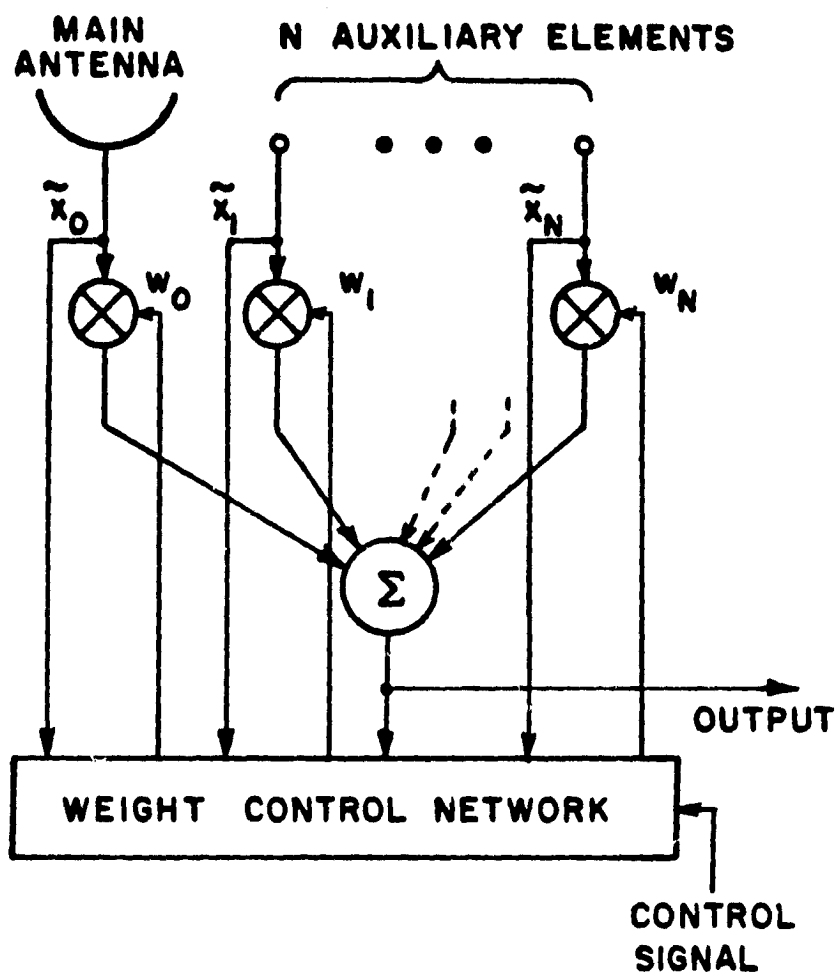 MAIN
ANTENNA
N AUXILIARY ELEMENTS
x̃0
x̃1
x̃N
w0
w1
wN
Σ
OUTPUT
WEIGHT CONTROL NETWORK
CONTROL
SIGNAL